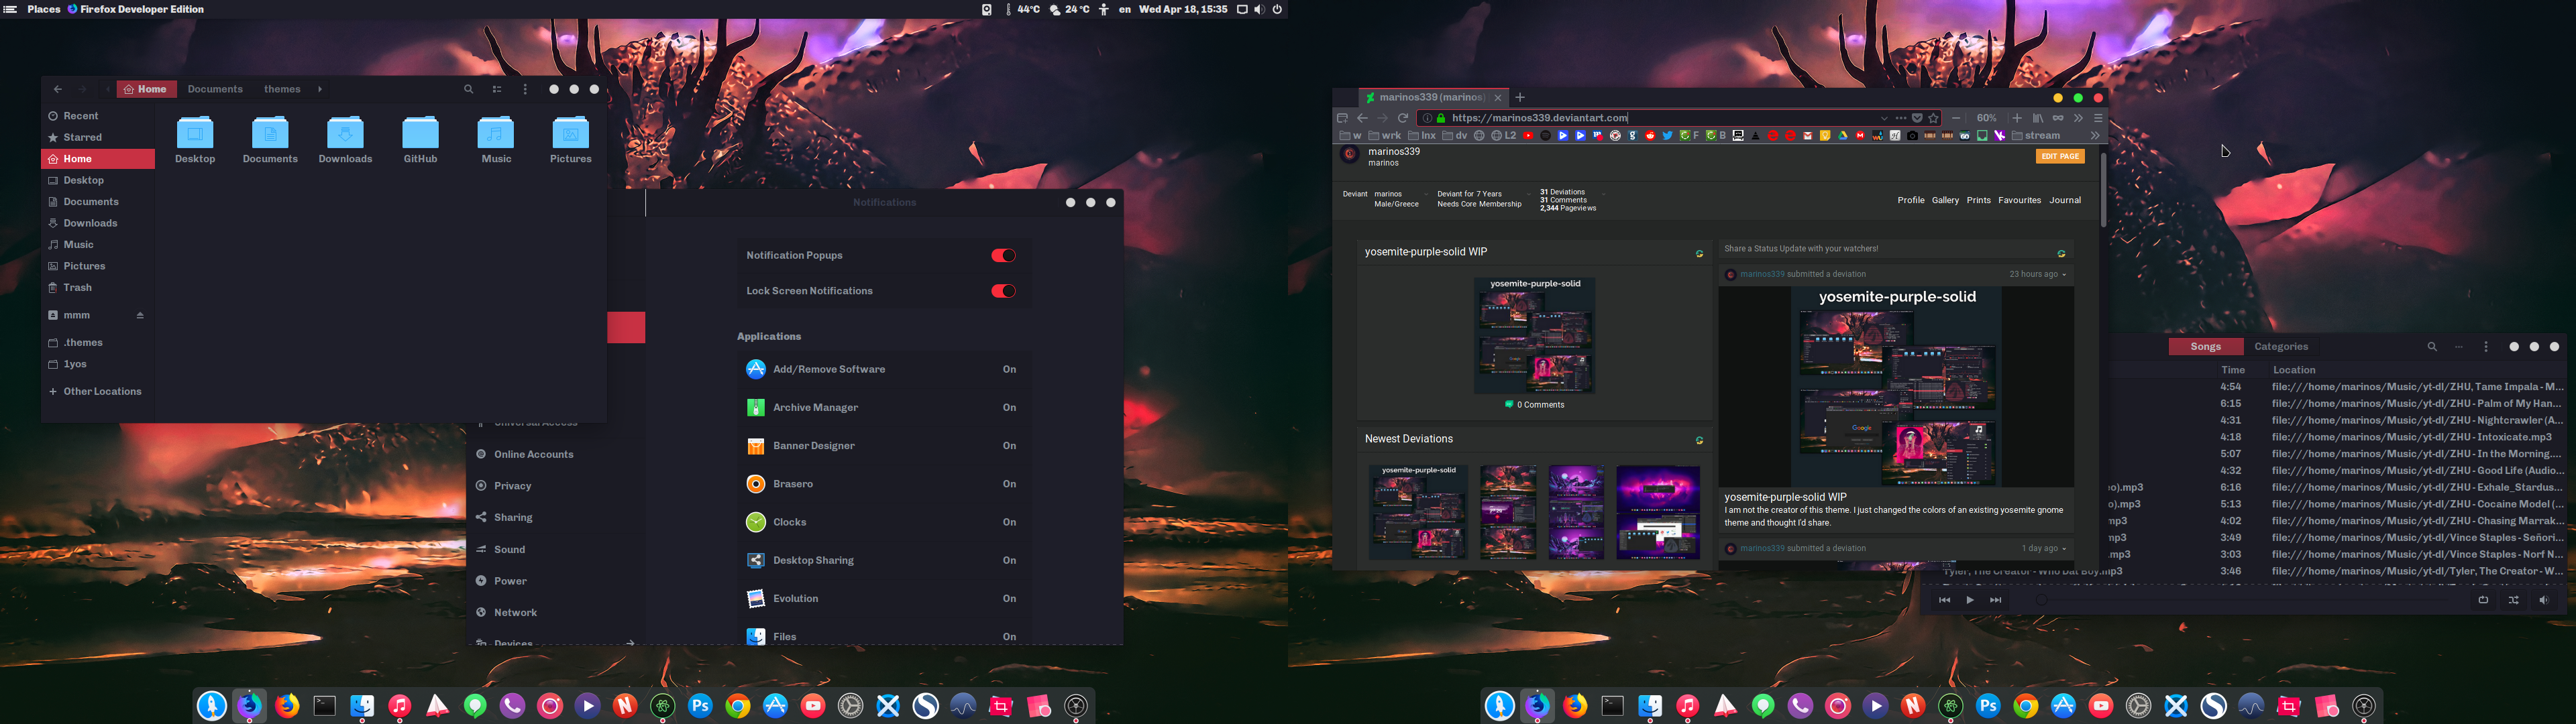 Places Firefox Developer Edition
44°C 24 °C en Wed Apr 18, 15:35
Home Documents themes
Recent
Starred
Home
Desktop
Documents
Downloads
Music
Pictures
Trash
mmm
.themes
1yos
+ Other Locations
Desktop Documents Downloads GitHub Music Pictures
Notifications
Notification Popups
Lock Screen Notifications
Applications
Add/Remove Software On
Archive Manager On
Banner Designer On
Brasero On
Clocks On
Desktop Sharing On
Evolution On
Files On
Universal Access
Online Accounts
Privacy
Sharing
Sound
Power
Network
Devices
marinos339 (marinos)
https://marinos339.deviantart.com
60%
w wrk lnx dv L2 F B stream
marinos339
marinos
EDIT PAGE
Deviant marinos
Male/Greece
Deviant for 7 Years
Needs Core Membership
31 Deviations
31 Comments
2,344 Pageviews
Profile Gallery Prints Favourites Journal
yosemite-purple-solid WIP
yosemite-purple-solid
0 Comments
Newest Deviations
yosemite-purple-solid
Share a Status Update with your watchers!
marinos339 submitted a deviation 23 hours ago
yosemite-purple-solid
Google
yosemite-purple-solid WIP
I am not the creator of this theme. I just changed the colors of an existing yosemite gnome
theme and thought I'd share.
marinos339 submitted a deviation 1 day ago
Songs Categories
Time Location
4:54 file:///home/marinos/Music/yt-dl/ZHU, Tame Impala - M...
6:15 file:///home/marinos/Music/yt-dl/ZHU - Palm of My Han...
4:31 file:///home/marinos/Music/yt-dl/ZHU - Nightcrawler (A...
4:18 file:///home/marinos/Music/yt-dl/ZHU - Intoxicate.mp3
5:07 file:///home/marinos/Music/yt-dl/ZHU - In the Morning....
4:32 file:///home/marinos/Music/yt-dl/ZHU - Good Life (Audio...
o).mp3 6:16 file:///home/marinos/Music/yt-dl/ZHU - Exhale_Stardus...
o).mp3 5:13 file:///home/marinos/Music/yt-dl/ZHU - Cocaine Model (...
mp3 4:02 file:///home/marinos/Music/yt-dl/ZHU - Chasing Marrak...
mp3 3:49 file:///home/marinos/Music/yt-dl/Vince Staples - Señori...
.mp3 3:03 file:///home/marinos/Music/yt-dl/Vince Staples - Norf N...
Tyler, The Creator - Who Dat Boy.mp3 3:46 file:///home/marinos/Music/yt-dl/Tyler, The Creator - W...
Ps
Ps